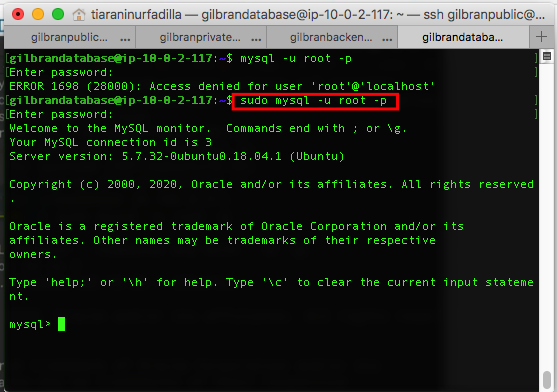 tiaraninurfadilla — gilbrandatabase@ip-10-0-2-117: ~ — ssh gilbranpublic@...
gilbranpublic... gilbranprivate... gilbranbacken... gilbrandataba... +
[gilbrandatabase@ip-10-0-2-117:~$ mysql -u root -p
[Enter password:
ERROR 1698 (28000): Access denied for user 'root'@'localhost'
[gilbrandatabase@ip-10-0-2-117:~$ sudo mysql -u root -p
[Enter password:
Welcome to the MySQL monitor.  Commands end with ; or \g.
Your MySQL connection id is 3
Server version: 5.7.32-0ubuntu0.18.04.1 (Ubuntu)
Copyright (c) 2000, 2020, Oracle and/or its affiliates. All rights reserved
.
Oracle is a registered trademark of Oracle Corporation and/or its
affiliates. Other names may be trademarks of their respective
owners.
Type 'help;' or '\h' for help. Type '\c' to clear the current input stateme
nt.
mysql>